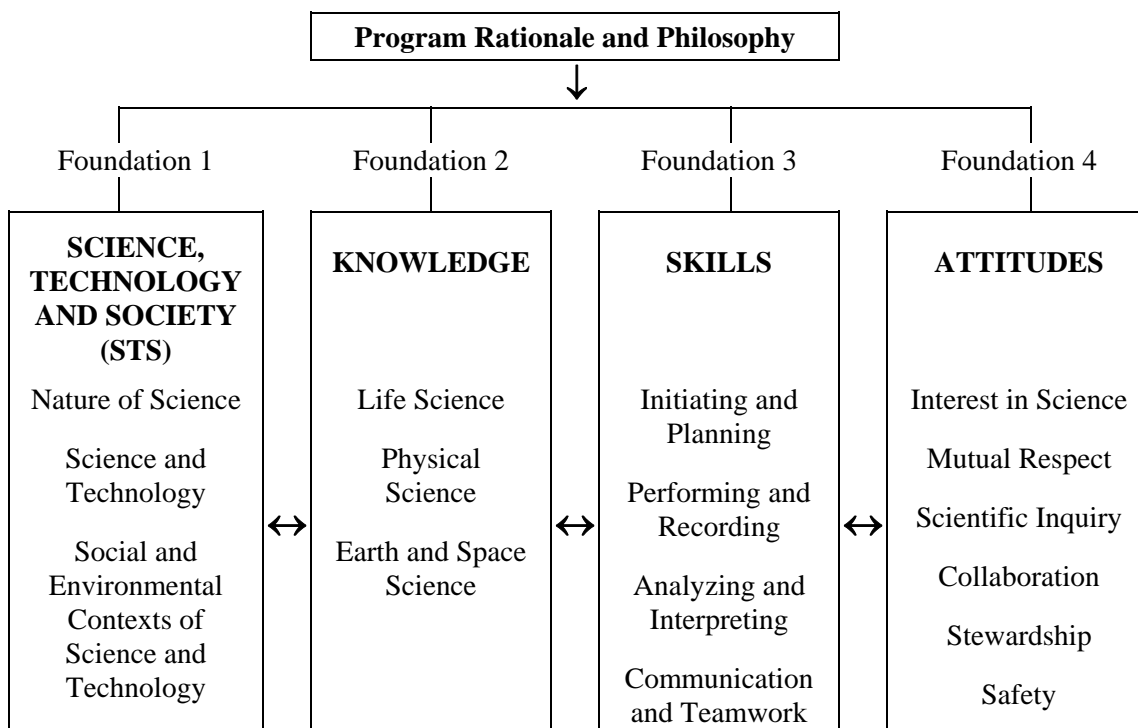 Program Rationale and Philosophy
Foundation 1
Foundation 2
Foundation 3
Foundation 4
SCIENCE,
TECHNOLOGY
AND SOCIETY
(STS)
Nature of Science
Science and
Technology
Social and
Environmental
Contexts of
Science and
Technology
KNOWLEDGE
Life Science
Physical
Science
Earth and Space
Science
SKILLS
Initiating and
Planning
Performing and
Recording
Analyzing and
Interpreting
Communication
and Teamwork
ATTITUDES
Interest in Science
Mutual Respect
Scientific Inquiry
Collaboration
Stewardship
Safety